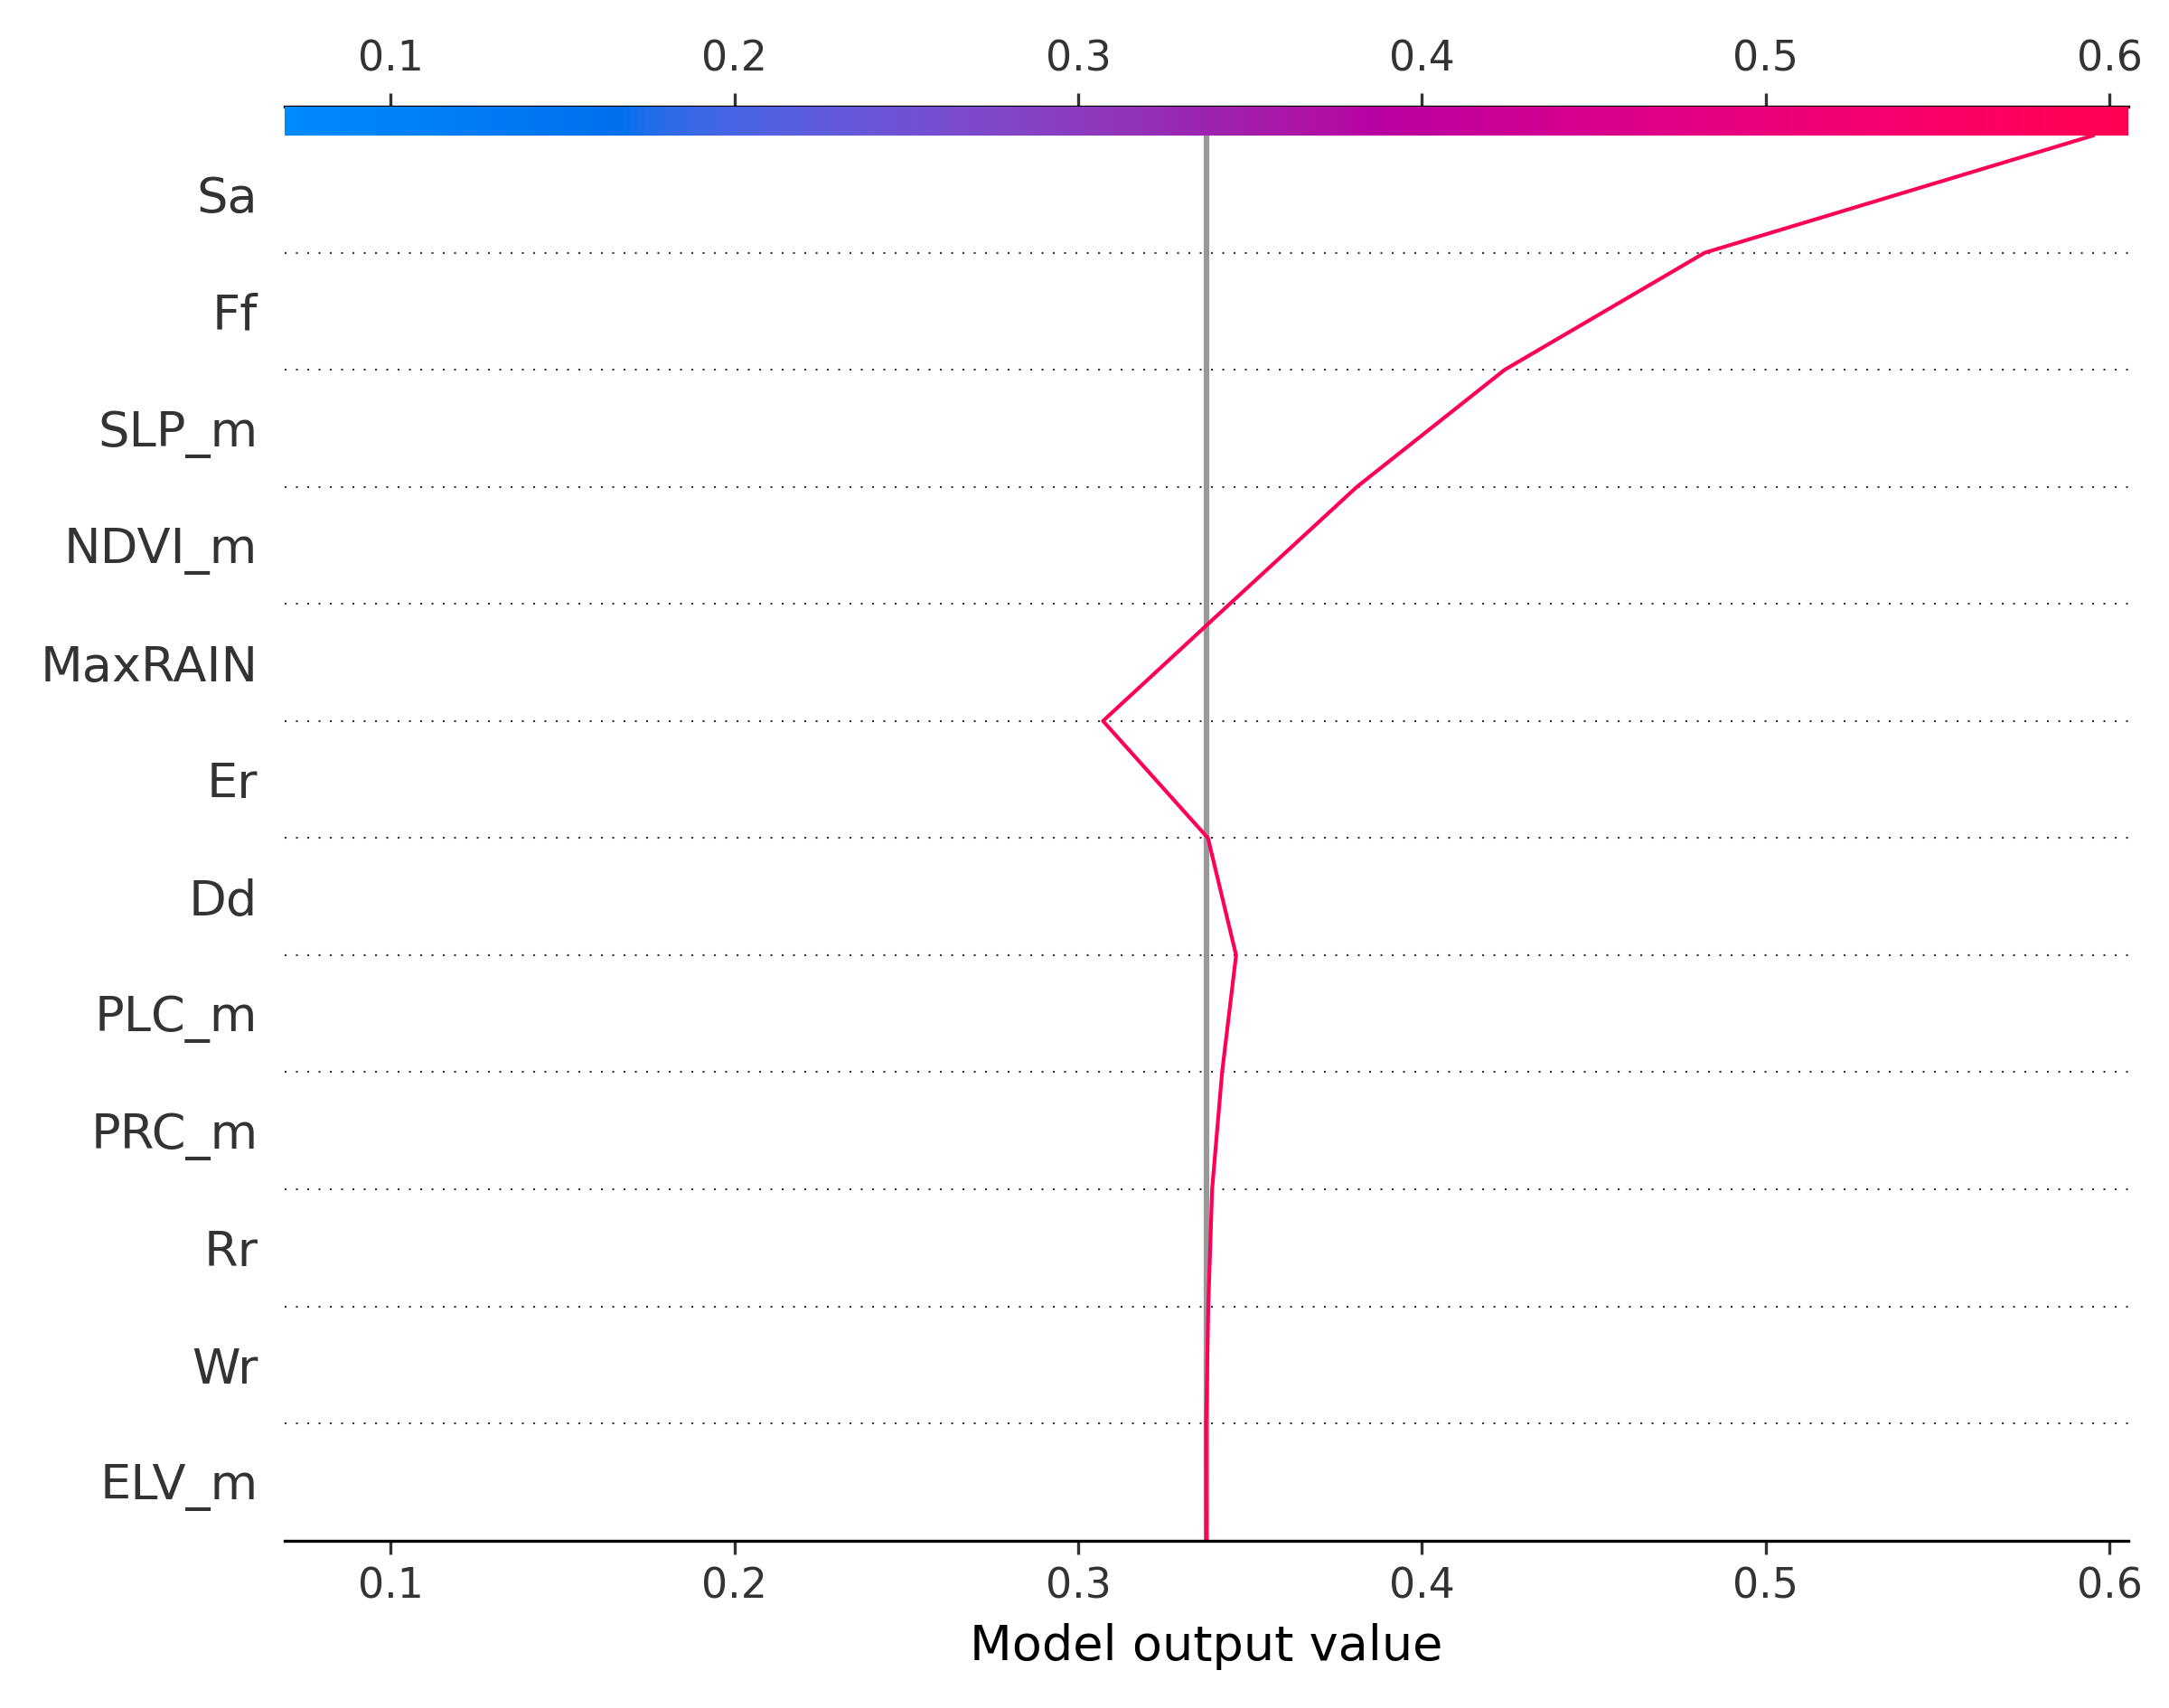 0.1 0.2 0.3 0.4 0.5 0.6
Sa
Ff
SLP_m
NDVI_m
MaxRAIN
Er
Dd
PLC_m
PRC_m
Rr
Wr
ELV_m
0.1 0.2 0.3 0.4 0.5 0.6
Model output value